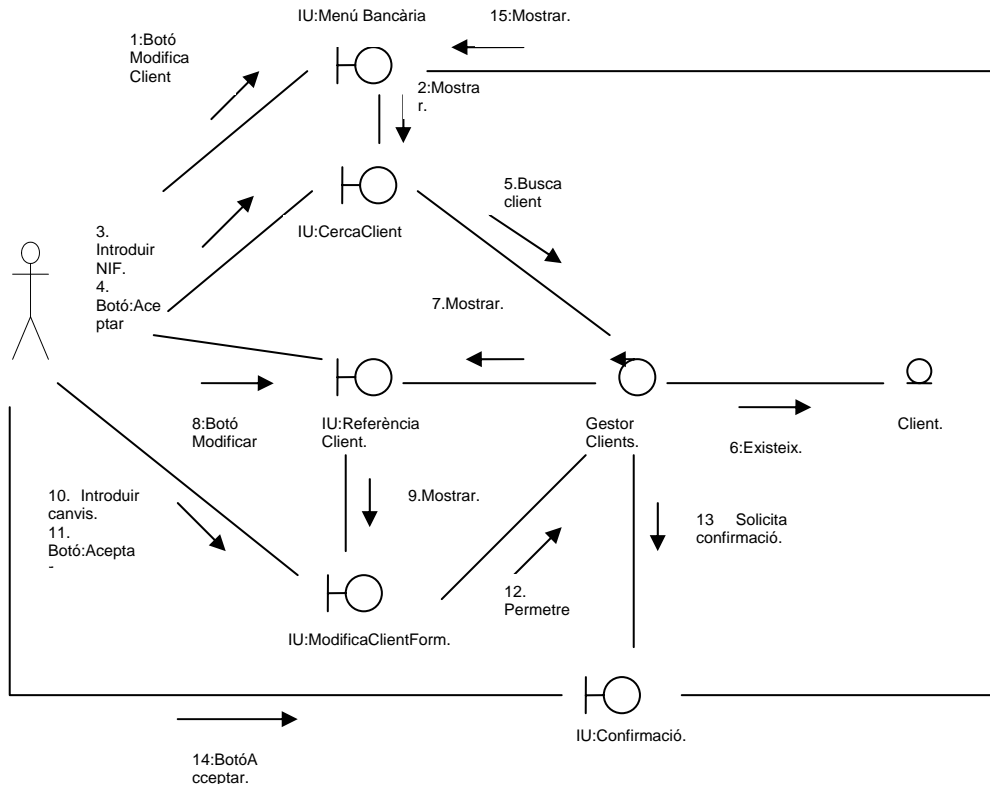 IU:Menú Bancària
15:Mostrar.
1:Botó
Modifica
Client
2:Mostra
r.
5.Busca
client
IU:CercaClient
3.
Introduir
NIF.
4.
Botó:Ace
ptar
7.Mostrar.
8:Botó
Modificar
IU:Referència
Client.
Gestor
Clients.
Client.
6:Existeix.
10. Introduir
canvis.
11.
Botó:Acepta
9.Mostrar.
13 Solicita
confirmació.
12.
Permetre
IU:ModificaClientForm.
IU:Confirmació.
14:BotóA
cceptar.